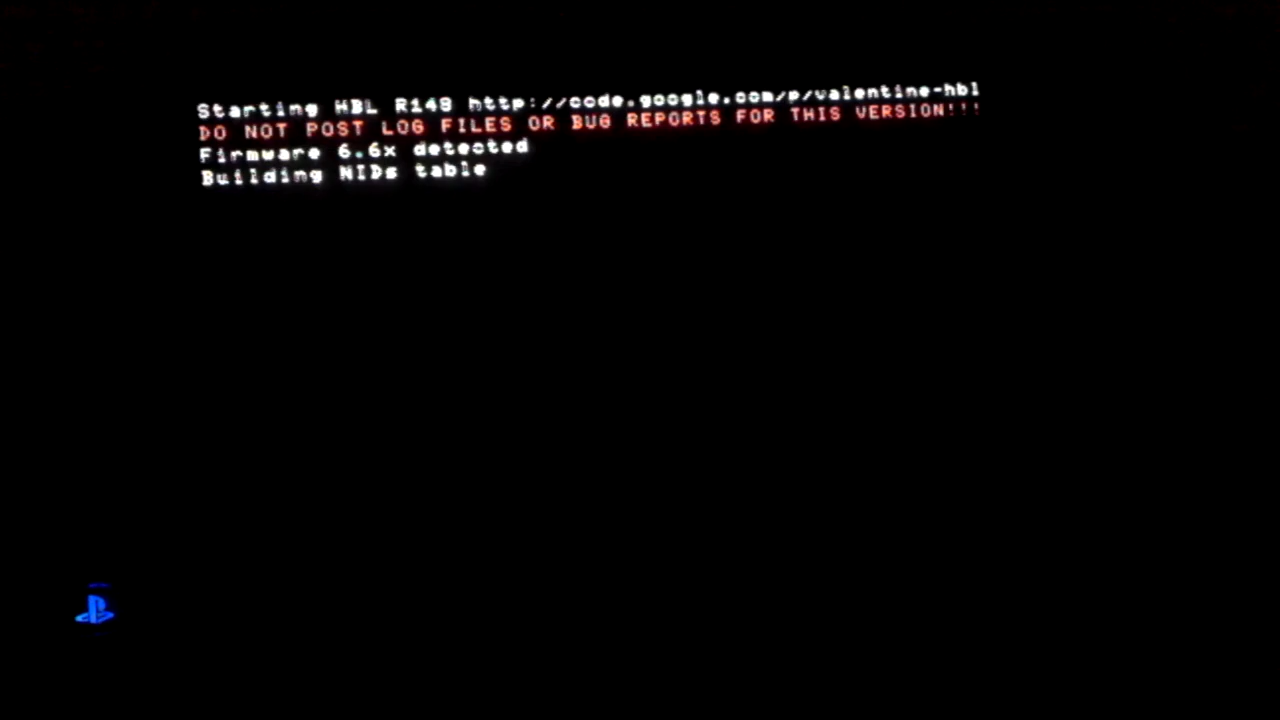 Starting HBL R148 http://code.google.com/p/valentine-hbl
DO NOT POST LOG FILES OR BUG REPORTS FOR THIS VERSION!!!
Firmware 6.6x detected
Building NIDs table